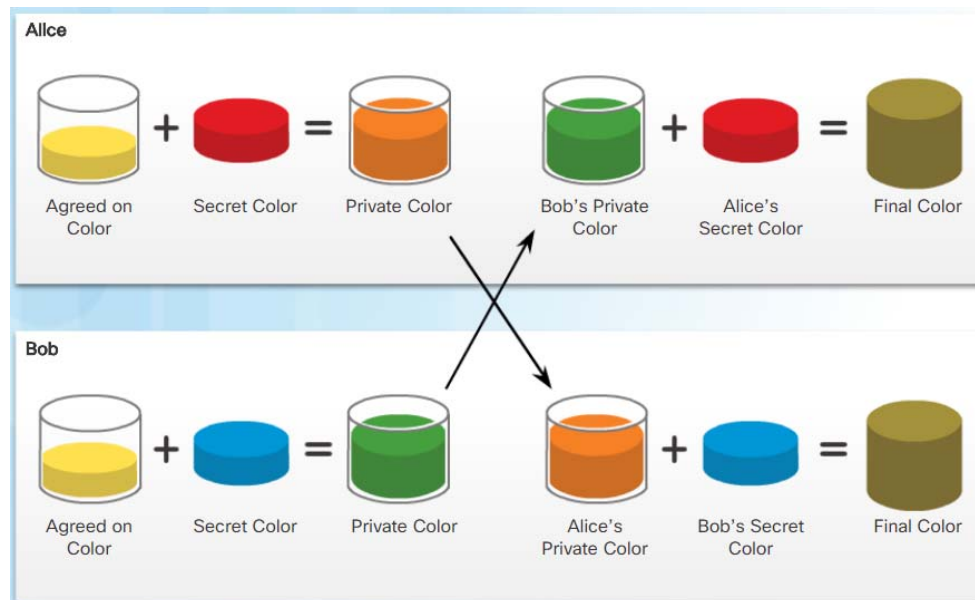 Alice
+ = + =
Agreed on Secret Color Private Color Bob's Private Alice's Final Color
Color Color Secret Color
Bob
+ = + =
Agreed on Secret Color Private Color Alice's Bob's Secret Final Color
Color Private Color Color